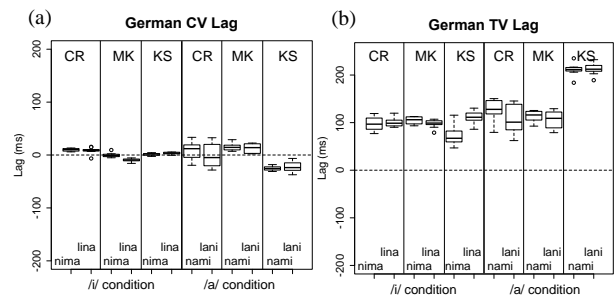 (a) German CV Lag
CR MK KS CR MK KS
Lag (ms)
200
100
0
-100
-200
lina lina lina lani lani lani
nima nima nima nami nami nami
/i/ condition /a/ condition
(b) German TV Lag
CR MK KS CR MK KS
Lag (ms)
200
100
0
-100
-200
lina lina lina lani lani lani
nima nima nima nami nami nami
/i/ condition /a/ condition